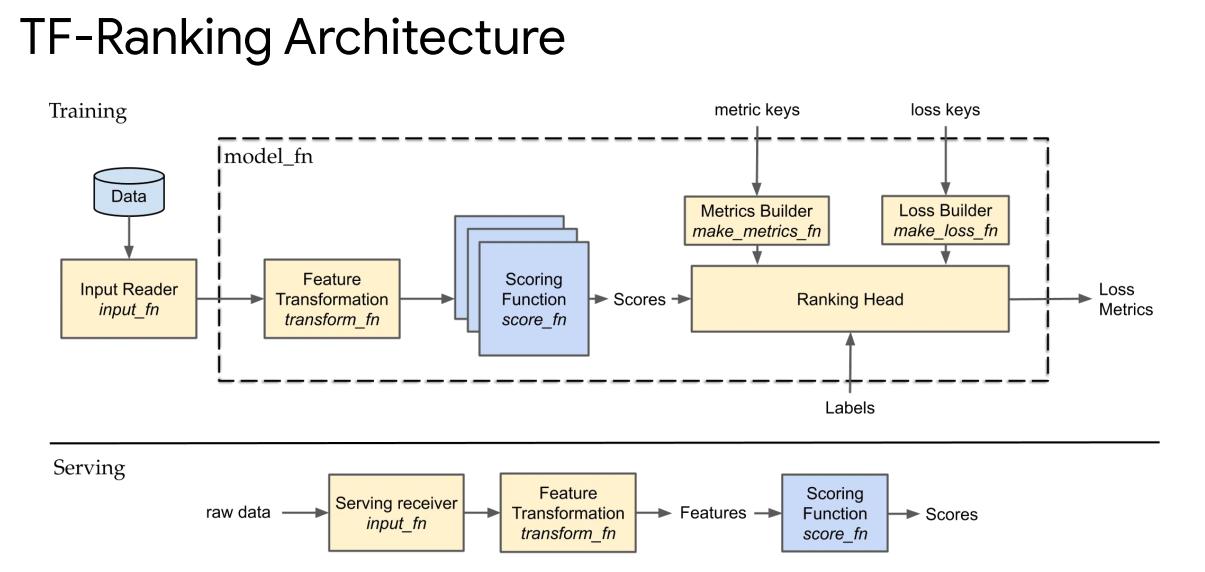 TF-Ranking Architecture
Training
metric keys
loss keys
model_fn
Data
Metrics Builder
make_metrics_fn
Loss Builder
make_loss_fn
Input Reader
input_fn
Feature
Transformation
transform_fn
Scoring
Function
score_fn
Scores
Ranking Head
Loss
Metrics
Labels
Serving
raw data
Serving receiver
input_fn
Feature
Transformation
transform_fn
Features
Scoring
Function
score_fn
Scores